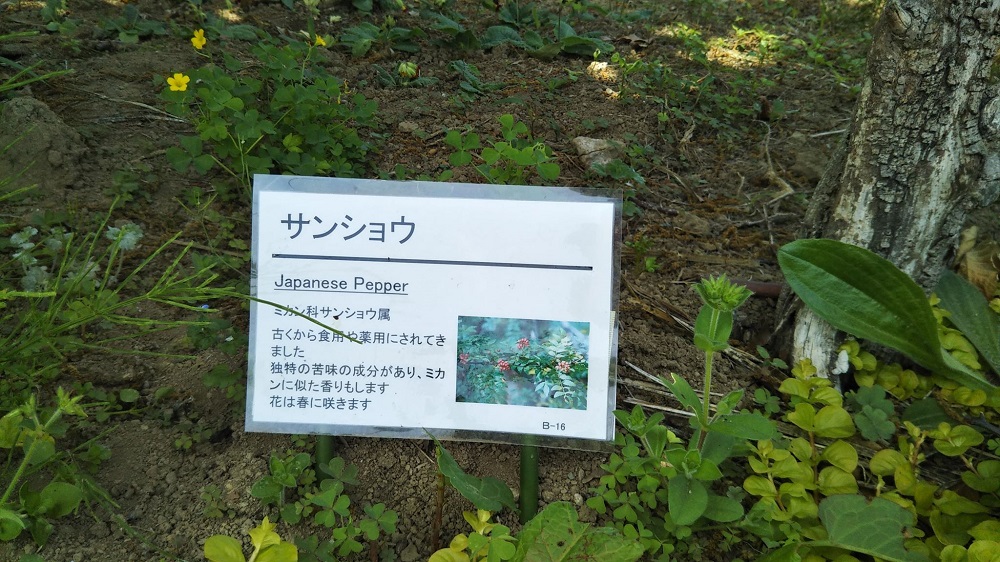 サンショウ
Japanese Pepper
ミカン科サンショウ属
古くから食用や薬用にされてき
ました
独特の苦味の成分があり、ミカ
ンに似た香りもします
花は春に咲きます
B-16